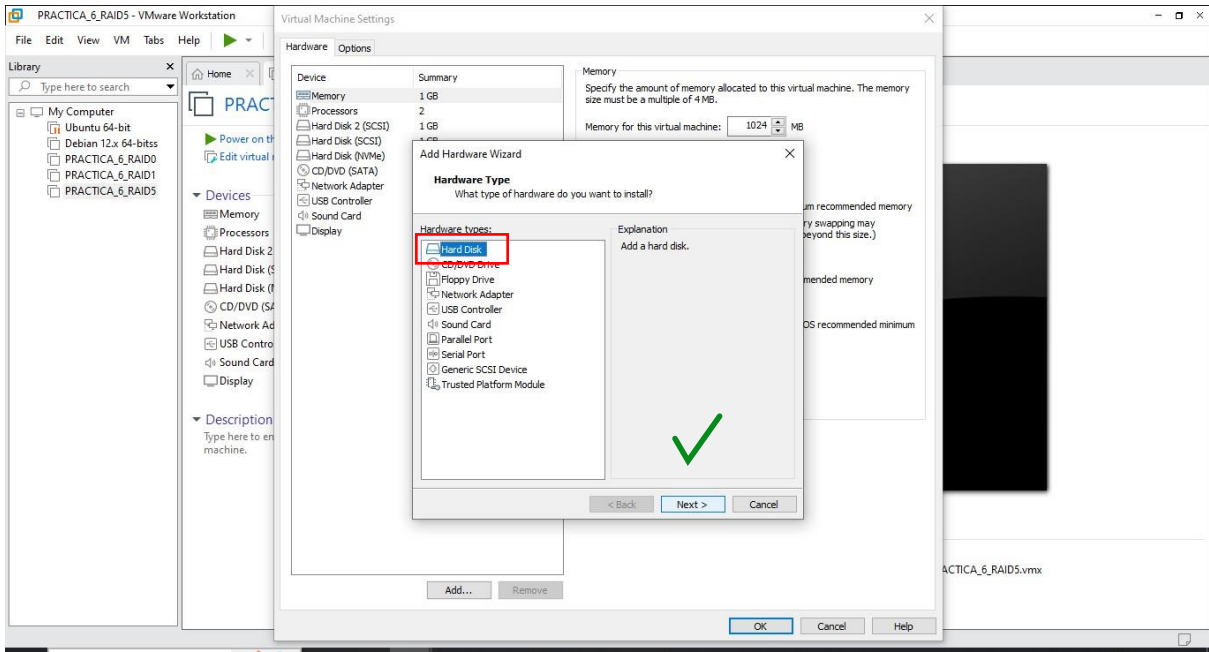 PRACTICA_6_RAID5 - VMware Workstation
File Edit View VM Tabs Help
Library
Type here to search
My Computer
Ubuntu 64-bit
Debian 12.x 64-bitss
PRACTICA_6_RAID0
PRACTICA_6_RAID1
PRACTICA_6_RAID5
Home
PRACT
Power on th
Edit virtual
Devices
Memory
Processors
Hard Disk 2
Hard Disk (S
Hard Disk (N
CD/DVD (SA
Network Ad
USB Contro
Sound Card
Display
Description
Type here to en
machine.
Virtual Machine Settings
Hardware Options
Device Summary
Memory 1 GB
Processors 2
Hard Disk 2 (SCSI) 1 GB
Hard Disk (SCSI) 1 GB
Hard Disk (NVMe)
CD/DVD (SATA)
Network Adapter
USB Controller
Sound Card
Display
Add... Remove
Memory
Specify the amount of memory allocated to this virtual machine. The memory
size must be a multiple of 4 MB.
Memory for this virtual machine: 1024 MB
um recommended memory
ry swapping may
beyond this size.)
mended memory
OS recommended minimum
Add Hardware Wizard
Hardware Type
What type of hardware do you want to install?
Hardware types:
Hard Disk
CD/DVD Drive
Floppy Drive
Network Adapter
USB Controller
Sound Card
Parallel Port
Serial Port
Generic SCSI Device
Trusted Platform Module
Explanation
Add a hard disk.
< Back Next > Cancel
OK Cancel Help
ACTICA_6_RAID5.vmx